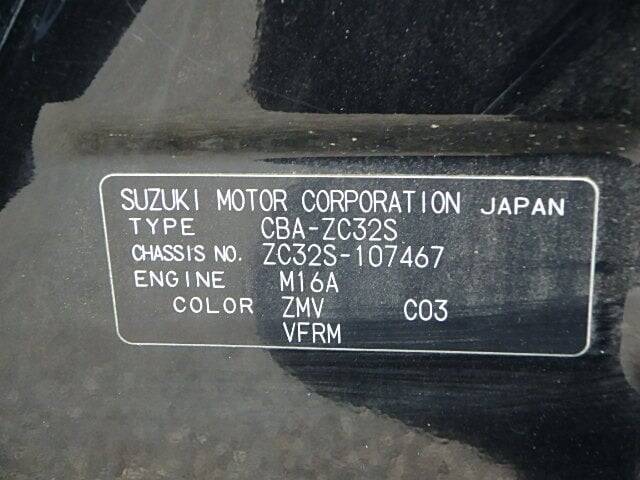 SUZUKI MOTOR CORPORATION JAPAN
TYPE CBA-ZC32S
CHASSIS NO. ZC32S-107467
ENGINE M16A
COLOR ZMV C03
VFRM